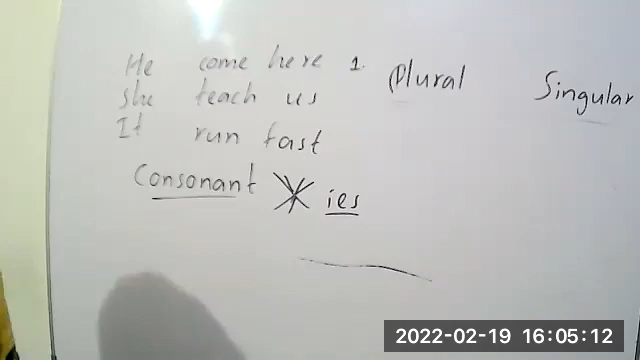 He come here 1. Plural Singular
She teach us
It run fast
Consonant ies
2022-02-19 16:05:12